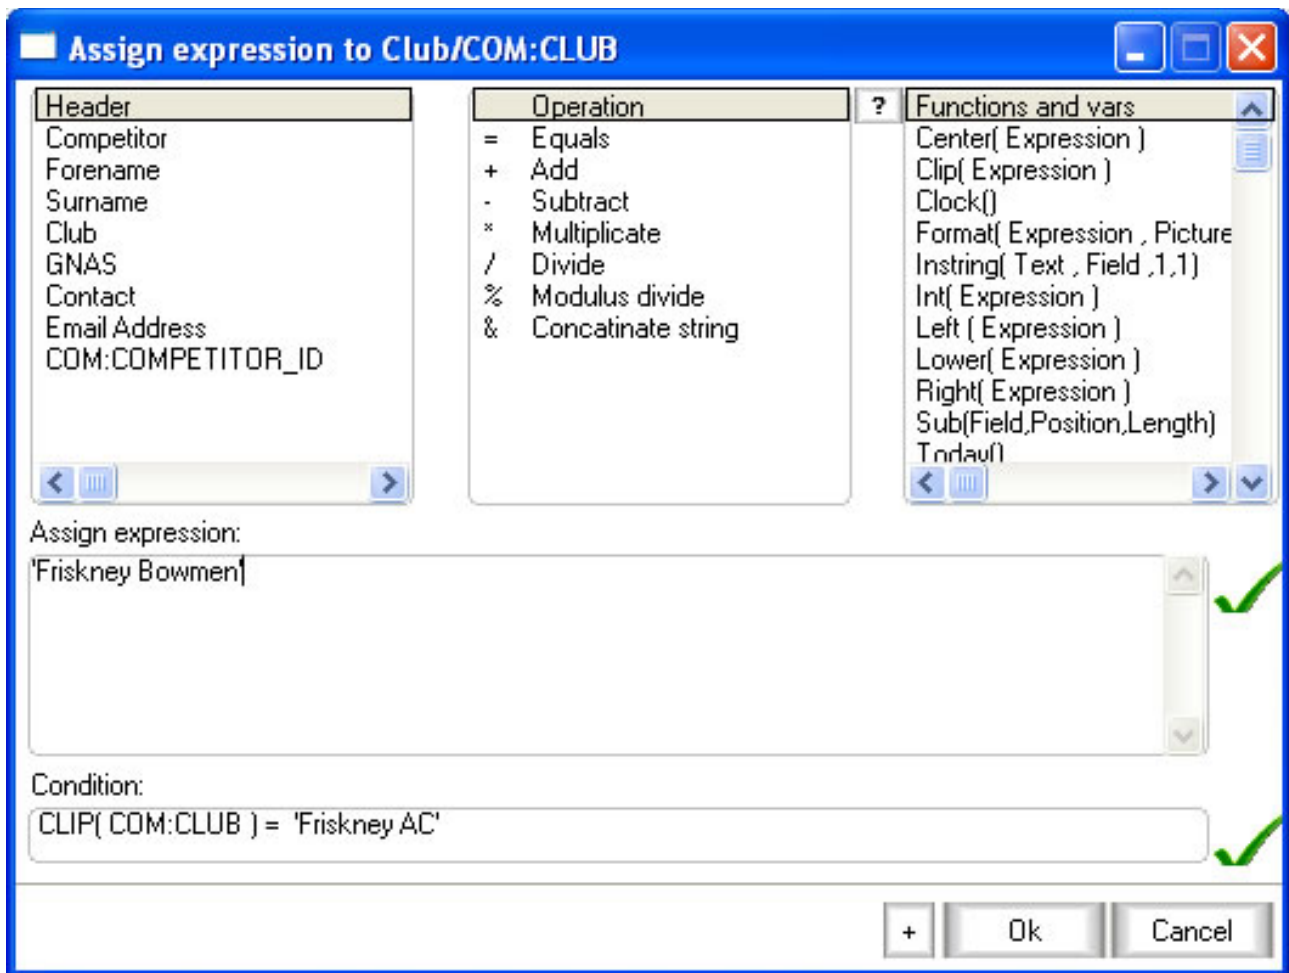 Assign expression to Club/COM:CLUB
Header
Competitor
Forename
Surname
Club
GNAS
Contact
Email Address
COM:COMPETITOR_ID
Operation
= Equals
+ Add
- Subtract
* Multiplicate
/ Divide
% Modulus divide
& Concatinate string
?
Functions and vars
Center( Expression )
Clip( Expression )
Clock()
Format( Expression , Picture
Instring( Text , Field ,1,1)
Int( Expression )
Left ( Expression )
Lower( Expression )
Right( Expression )
Sub(Field,Position,Length)
Today()
Assign expression:
'Friskney Bowmen'
Condition:
CLIP( COM:CLUB ) = 'Friskney AC'
+ Ok Cancel